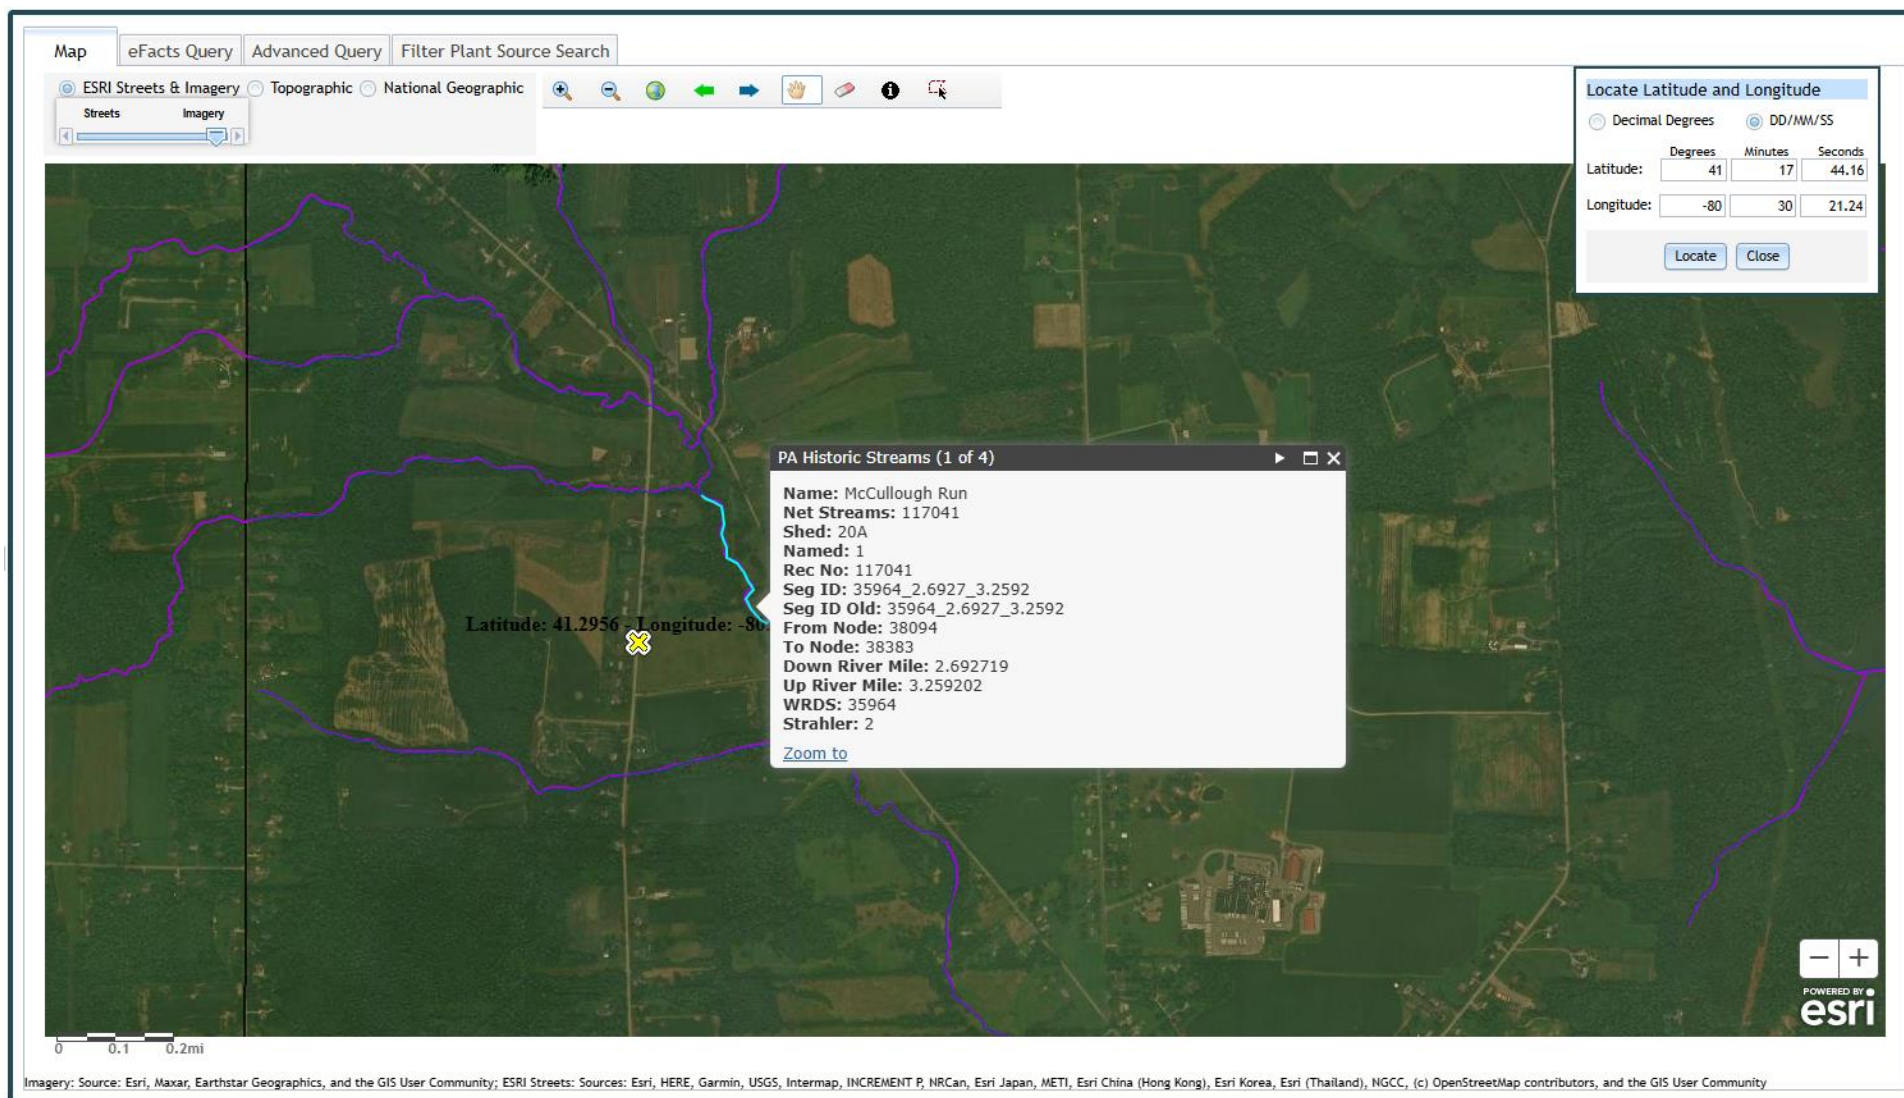 Map eFacts Query Advanced Query Filter Plant Source Search
ESRI Streets & Imagery Topographic National Geographic
Streets Imagery
Locate Latitude and Longitude
Decimal Degrees DD/MM/SS
Degrees Minutes Seconds
Latitude: 41 17 44.16
Longitude: -80 30 21.24
Locate Close
PA Historic Streams (1 of 4)
Name: McCullough Run
Net Streams: 117041
Shed: 20A
Named: 1
Rec No: 117041
Seg ID: 35964_2.6927_3.2592
Seg ID Old: 35964_2.6927_3.2592
From Node: 38094
To Node: 38383
Down River Mile: 2.692719
Up River Mile: 3.259202
WRDS: 35964
Strahler: 2
Zoom to
Latitude: 41.2956 - Longitude: -80.
POWERED BY
esri
0 0.1 0.2mi
Imagery: Source: Esri, Maxar, Earthstar Geographics, and the GIS User Community; ESRI Streets: Sources: Esri, HERE, Garmin, USGS, Intermap, INCREMENT P, NRCan, Esri Japan, METI, Esri China (Hong Kong), Esri Korea, Esri (Thailand), NGCC, (c) OpenStreetMap contributors, and the GIS User Community